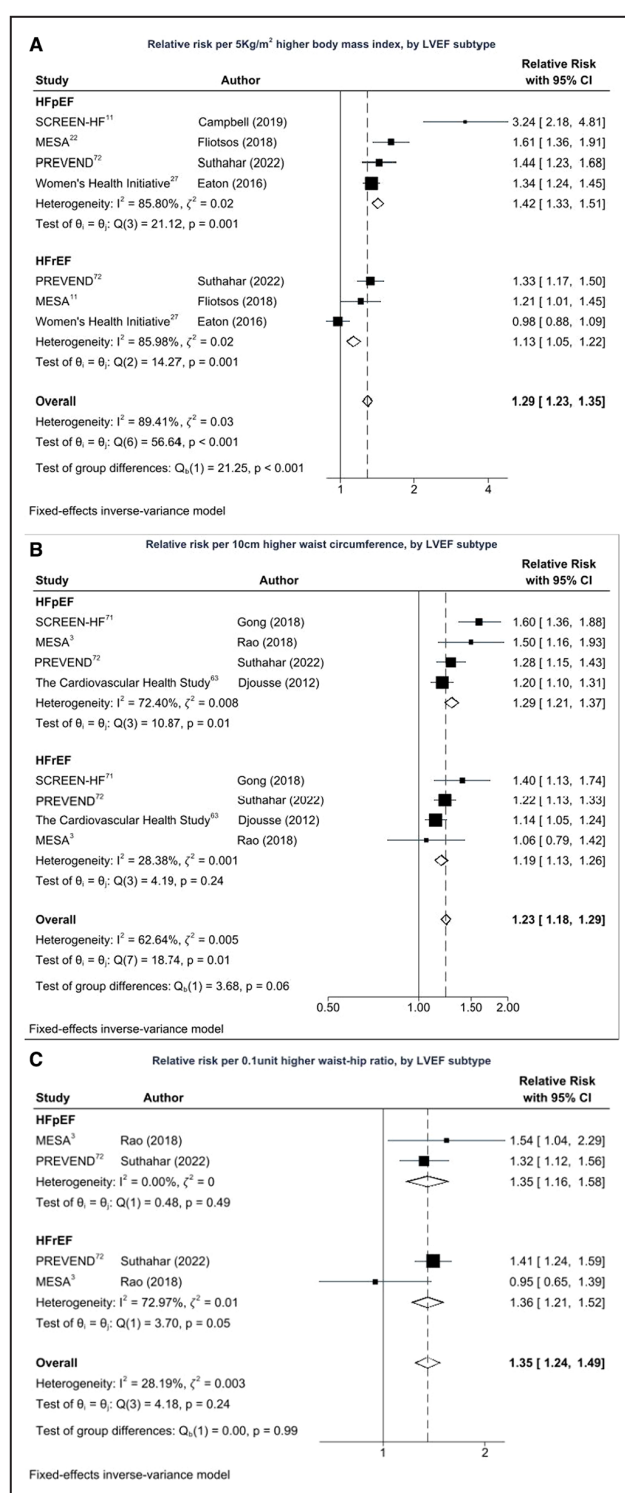 A
Relative risk per 5Kg/m² higher body mass index, by LVEF subtype
Relative Risk
Study Author with 95% CI
HFpEF
SCREEN-HF¹¹ Campbell (2019) 3.24 [ 2.18, 4.81]
MESA²² Fliotsos (2018) 1.61 [ 1.36, 1.91]
PREVEND⁷² Suthahar (2022) 1.44 [ 1.23, 1.68]
Women's Health Initiative²⁷ Eaton (2016) 1.34 [ 1.24, 1.45]
Heterogeneity: I² = 85.80%, ζ² = 0.02 1.42 [ 1.33, 1.51]
Test of θᵢ = θⱼ: Q(3) = 21.12, p = 0.001
HFrEF
PREVEND⁷² Suthahar (2022) 1.33 [ 1.17, 1.50]
MESA¹¹ Fliotsos (2018) 1.21 [ 1.01, 1.45]
Women's Health Initiative²⁷ Eaton (2016) 0.98 [ 0.88, 1.09]
Heterogeneity: I² = 85.98%, ζ² = 0.02 1.13 [ 1.05, 1.22]
Test of θᵢ = θⱼ: Q(2) = 14.27, p = 0.001
Overall 1.29 [ 1.23, 1.35]
Heterogeneity: I² = 89.41%, ζ² = 0.03
Test of θᵢ = θⱼ: Q(6) = 56.64, p < 0.001
Test of group differences: Q_b(1) = 21.25, p < 0.001
1 2 4
Fixed-effects inverse-variance model
B
Relative risk per 10cm higher waist circumference, by LVEF subtype
Relative Risk
Study Author with 95% CI
HFpEF
SCREEN-HF⁷¹ Gong (2018) 1.60 [ 1.36, 1.88]
MESA³ Rao (2018) 1.50 [ 1.16, 1.93]
PREVEND⁷² Suthahar (2022) 1.28 [ 1.15, 1.43]
The Cardiovascular Health Study⁶³ Djousse (2012) 1.20 [ 1.10, 1.31]
Heterogeneity: I² = 72.40%, ζ² = 0.008 1.29 [ 1.21, 1.37]
Test of θᵢ = θⱼ: Q(3) = 10.87, p = 0.01
HFrEF
SCREEN-HF⁷¹ Gong (2018) 1.40 [ 1.13, 1.74]
PREVEND⁷² Suthahar (2022) 1.22 [ 1.13, 1.33]
The Cardiovascular Health Study⁶³ Djousse (2012) 1.14 [ 1.05, 1.24]
MESA³ Rao (2018) 1.06 [ 0.79, 1.42]
Heterogeneity: I² = 28.38%, ζ² = 0.001 1.19 [ 1.13, 1.26]
Test of θᵢ = θⱼ: Q(3) = 4.19, p = 0.24
Overall 1.23 [ 1.18, 1.29]
Heterogeneity: I² = 62.64%, ζ² = 0.005
Test of θᵢ = θⱼ: Q(7) = 18.74, p = 0.01
Test of group differences: Q_b(1) = 3.68, p = 0.06
0.50 1.00 1.50 2.00
Fixed-effects inverse-variance model
C
Relative risk per 0.1unit higher waist-hip ratio, by LVEF subtype
Relative Risk
Study Author with 95% CI
HFpEF
MESA³ Rao (2018) 1.54 [ 1.04, 2.29]
PREVEND⁷² Suthahar (2022) 1.32 [ 1.12, 1.56]
Heterogeneity: I² = 0.00%, ζ² = 0 1.35 [ 1.16, 1.58]
Test of θᵢ = θⱼ: Q(1) = 0.48, p = 0.49
HFrEF
PREVEND⁷² Suthahar (2022) 1.41 [ 1.24, 1.59]
MESA³ Rao (2018) 0.95 [ 0.65, 1.39]
Heterogeneity: I² = 72.97%, ζ² = 0.01 1.36 [ 1.21, 1.52]
Test of θᵢ = θⱼ: Q(1) = 3.70, p = 0.05
Overall 1.35 [ 1.24, 1.49]
Heterogeneity: I² = 28.19%, ζ² = 0.003
Test of θᵢ = θⱼ: Q(3) = 4.18, p = 0.24
Test of group differences: Q_b(1) = 0.00, p = 0.99
1 2
Fixed-effects inverse-variance model